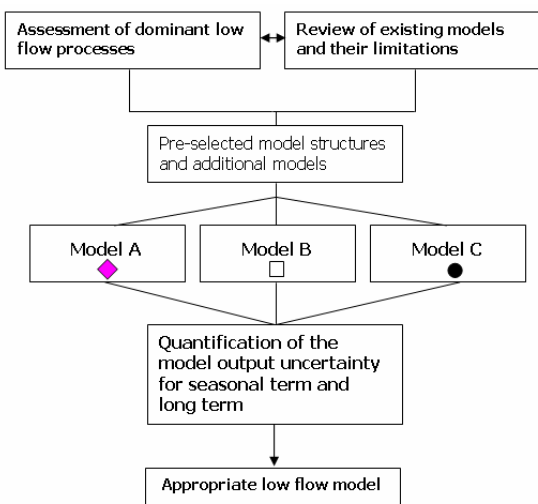 Assessment of dominant low
flow processes
Review of existing models
and their limitations
Pre-selected model structures
and additional models
Model A
Model B
Model C
Quantification of the
model output uncertainty
for seasonal term and
long term
Appropriate low flow model